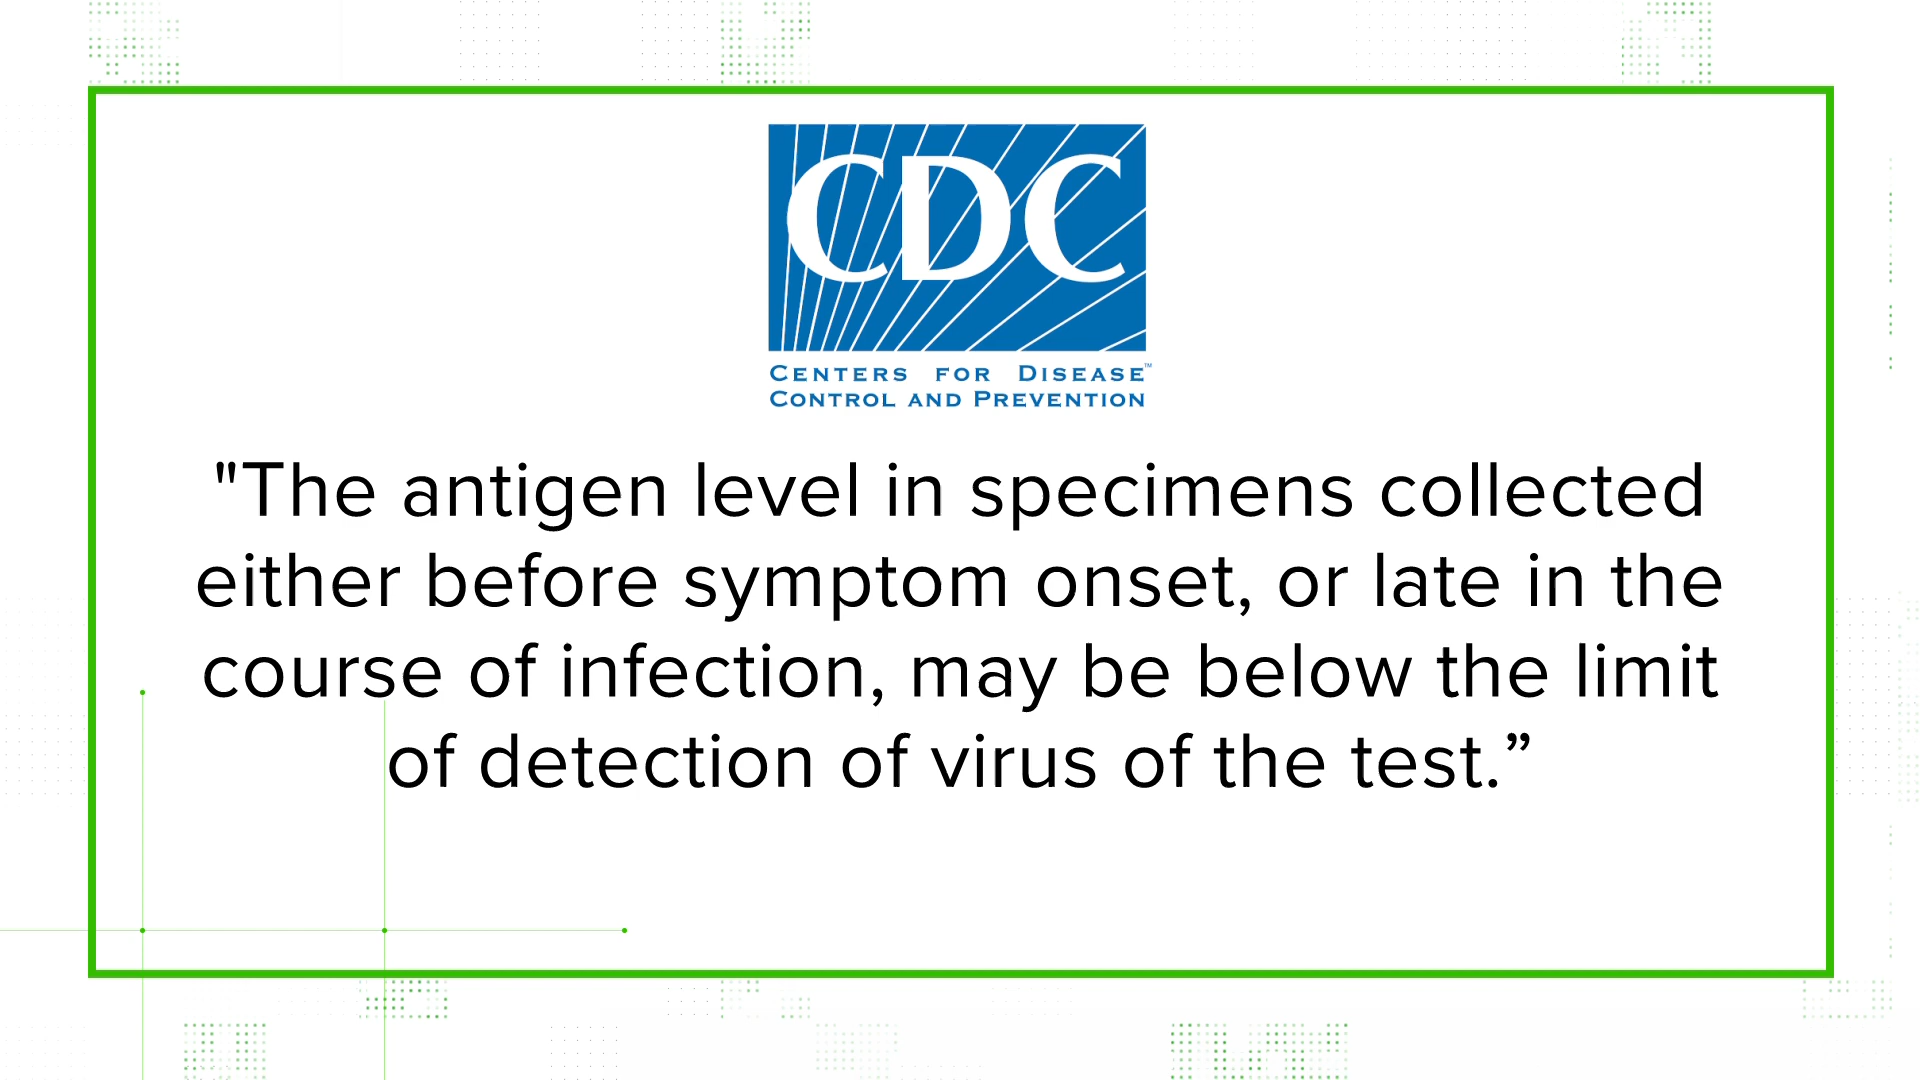 CDC
CENTERS FOR DISEASE™
CONTROL AND PREVENTION
"The antigen level in specimens collected
either before symptom onset, or late in the
course of infection, may be below the limit
of detection of virus of the test.”